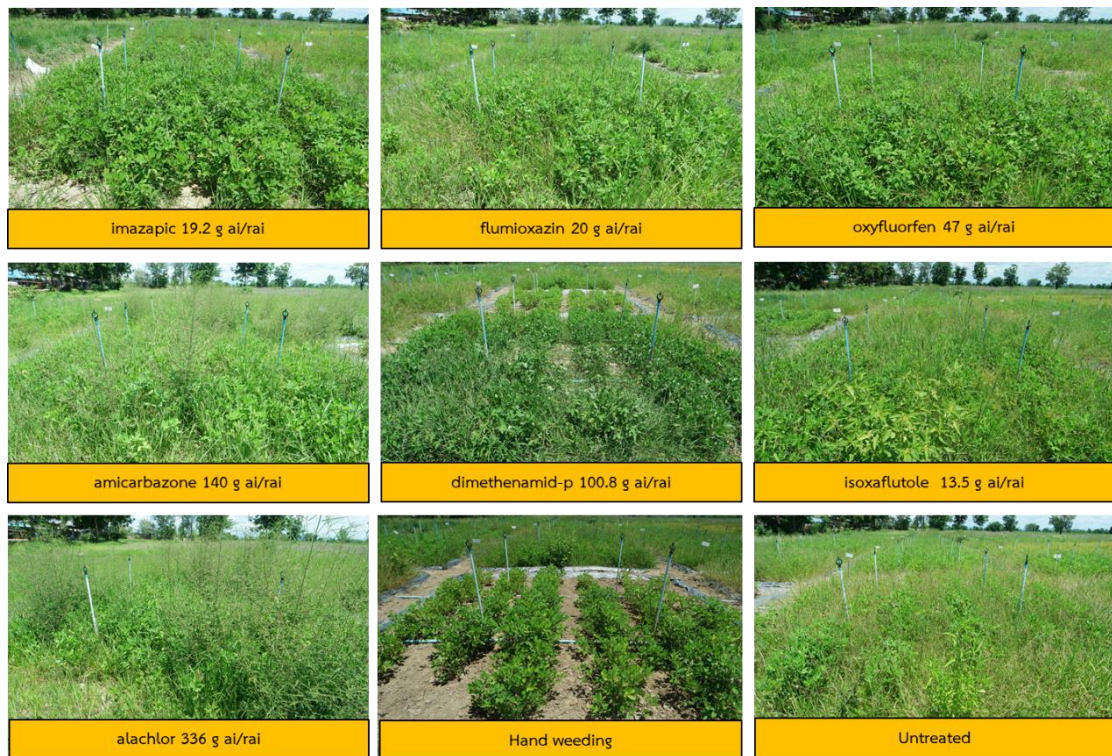 imazapic 19.2 g ai/rai
flumioxazin 20 g ai/rai
oxyfluorfen 47 g ai/rai
amicarbazone 140 g ai/rai
dimethenamid-p 100.8 g ai/rai
isoxaflutole 13.5 g ai/rai
alachlor 336 g ai/rai
Hand weeding
Untreated